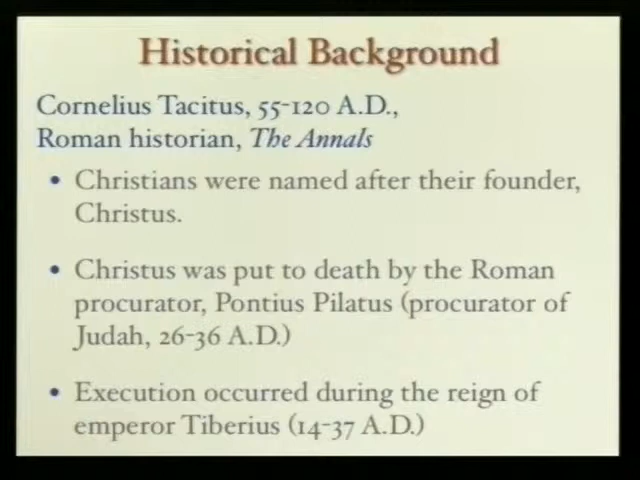 Historical Background
Cornelius Tacitus, 55-120 A.D.,
Roman historian, The Annals
• Christians were named after their founder,
Christus.
• Christus was put to death by the Roman
procurator, Pontius Pilatus (procurator of
Judah, 26-36 A.D.)
• Execution occurred during the reign of
emperor Tiberius (14-37 A.D.)